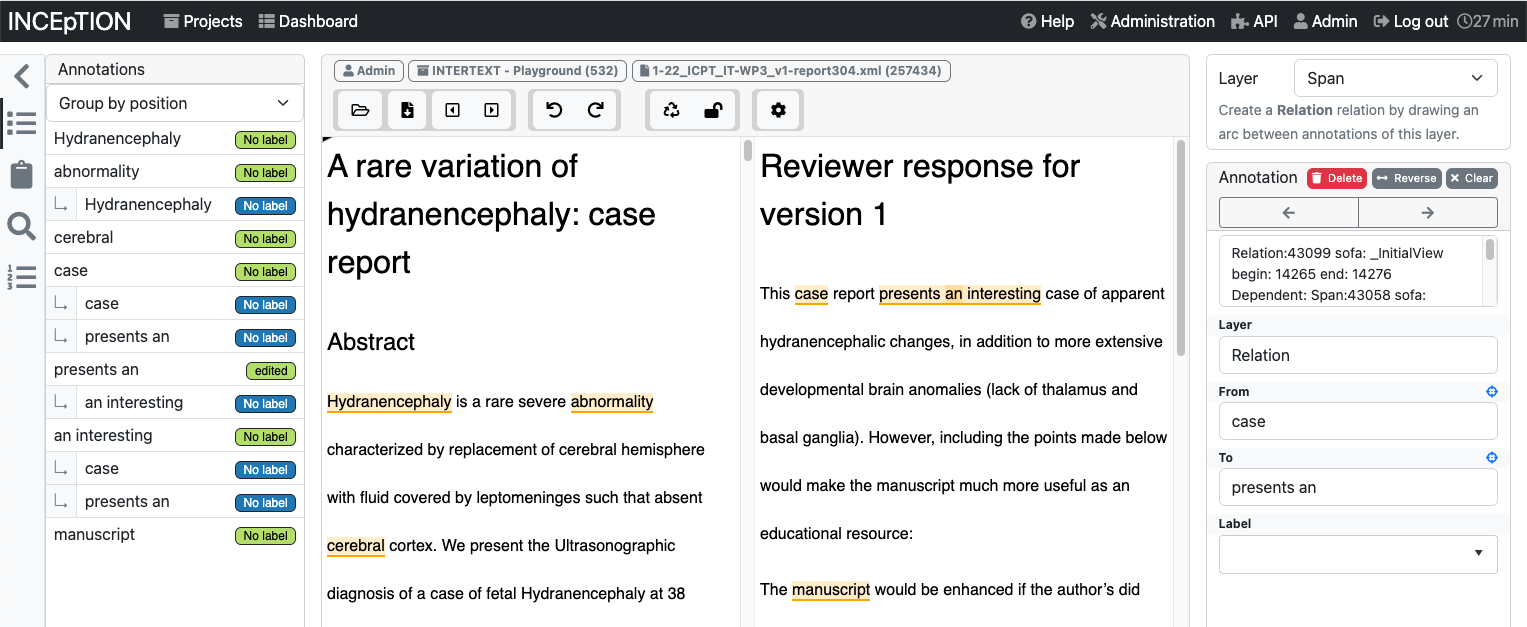 INCEpTION Projects Dashboard Help Administration API Admin Log out 27 min
Annotations
Group by position
Hydranencephaly No label
abnormality No label
Hydranencephaly No label
cerebral No label
case No label
case No label
presents an No label
presents an edited
an interesting No label
an interesting No label
case No label
presents an No label
manuscript No label
Admin INTERTEXT - Playground (532) 1-22_ICPT_IT-WP3_v1-report304.xml (257434)
A rare variation of
hydranencephaly: case
report
Abstract
Hydranencephaly is a rare severe abnormality
characterized by replacement of cerebral hemisphere
with fluid covered by leptomeninges such that absent
cerebral cortex. We present the Ultrasonographic
diagnosis of a case of fetal Hydranencephaly at 38
Reviewer response for
version 1
This case report presents an interesting case of apparent
hydranencephalic changes, in addition to more extensive
developmental brain anomalies (lack of thalamus and
basal ganglia). However, including the points made below
would make the manuscript much more useful as an
educational resource:
The manuscript would be enhanced if the author's did
Layer Span
Create a Relation relation by drawing an
arc between annotations of this layer.
Annotation Delete Reverse Clear
Relation:43099 sofa: _InitialView
begin: 14265 end: 14276
Dependent: Span:43058 sofa:
Layer
Relation
From
case
To
presents an
Label